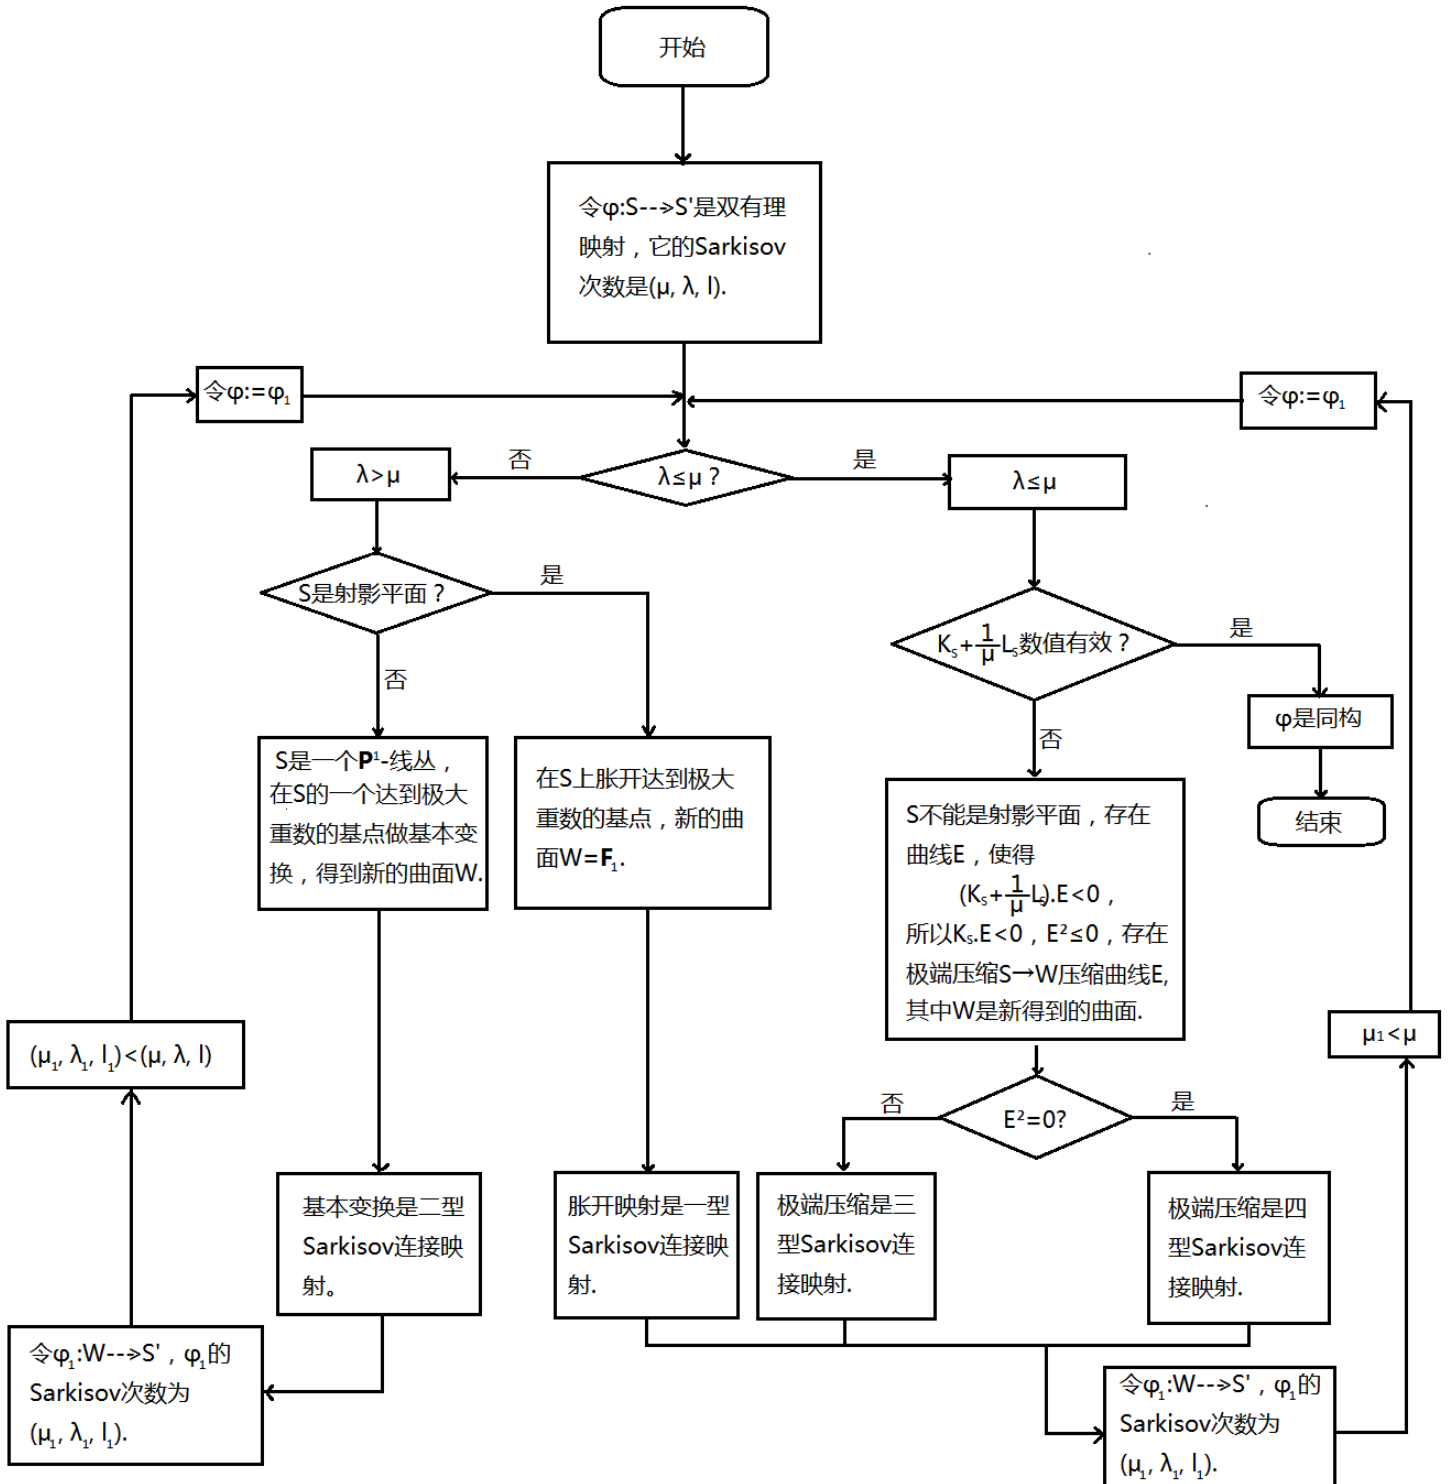 开始
令φ:S-->S'是双有理
映射，它的Sarkisov
次数是(μ, λ, l).
令φ:=φ₁
令φ:=φ₁
λ>μ
否
λ≤μ？
是
λ≤μ
S是射影平面？
是
否
Kₛ+1/μLₛ数值有效？
是
否
φ是同构
结束
S是一个P¹-线丛，
在S的一个达到极大
重数的基点做基本变
换，得到新的曲面W.
在S上胀开达到极大
重数的基点，新的曲
面W=F₁.
S不能是射影平面，存在
曲线E，使得
(Kₛ+1/μLₛ).E<0，
所以Kₛ.E<0，E²≤0，存在
极端压缩S→W压缩曲线E,
其中W是新得到的曲面.
(μ₁, λ₁, l₁)<(μ, λ, l)
μ₁<μ
否
E²=0?
是
基本变换是二型
Sarkisov连接映
射。
胀开映射是一型
Sarkisov连接映
射.
极端压缩是三
型Sarkisov连
接映射.
极端压缩是四
型Sarkisov连
接映射.
令φ₁:W-->S'，φ₁的
Sarkisov次数为
(μ₁, λ₁, l₁).
令φ₁:W-->S'，φ₁的
Sarkisov次数为
(μ₁, λ₁, l₁).